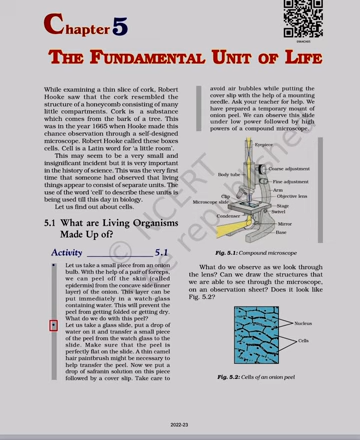 Chapter 5
THE FUNDAMENTAL UNIT OF LIFE
While examining a thin slice of cork, Robert
Hooke saw that the cork resembled the
structure of a honeycomb consisting of many
little compartments. Cork is a substance
which comes from the bark of a tree. This
was in the year 1665 when Hooke made this
chance observation through a self-designed
microscope. Robert Hooke called these boxes
cells. Cell is a Latin word for 'a little room'.
This may seem to be a very small and
insignificant incident but it is very important
in the history of science. This was the very first
time that someone had observed that living
things appear to consist of separate units. The
use of the word 'cell' to describe these units is
being used till this day in biology.
Let us find out about cells.
5.1 What are Living Organisms
Made Up of?
Activity 5.1
• Let us take a small piece from an onion
bulb. With the help of a pair of forceps,
we can peel off the skin (called
epidermis) from the concave side (inner
layer) of the onion. This layer can be
put immediately in a watch-glass
containing water. This will prevent the
peel from getting folded or getting dry.
What do we do with this peel?
• Let us take a glass slide, put a drop of
water on it and transfer a small piece
of the peel from the watch glass to the
slide. Make sure that the peel is
perfectly flat on the slide. A thin camel
hair paintbrush might be necessary to
help transfer the peel. Now we put a
drop of safranin solution on this piece
followed by a cover slip. Take care to
avoid air bubbles while putting the
cover slip with the help of a mounting
needle. Ask your teacher for help. We
have prepared a temporary mount of
onion peel. We can observe this slide
under low power followed by high
powers of a compound microscope.
Eyepiece
Coarse adjustment
Body tube
Fine adjustment
Arm
Clip
Objective lens
Microscope slide
Stage
Swivel
Condenser
Mirror
Base
Fig. 5.1: Compound microscope
What do we observe as we look through
the lens? Can we draw the structures that
we are able to see through the microscope,
on an observation sheet? Does it look like
Fig. 5.2?
Nucleus
Cells
Fig. 5.2: Cells of an onion peel
2022-23
© NCERT